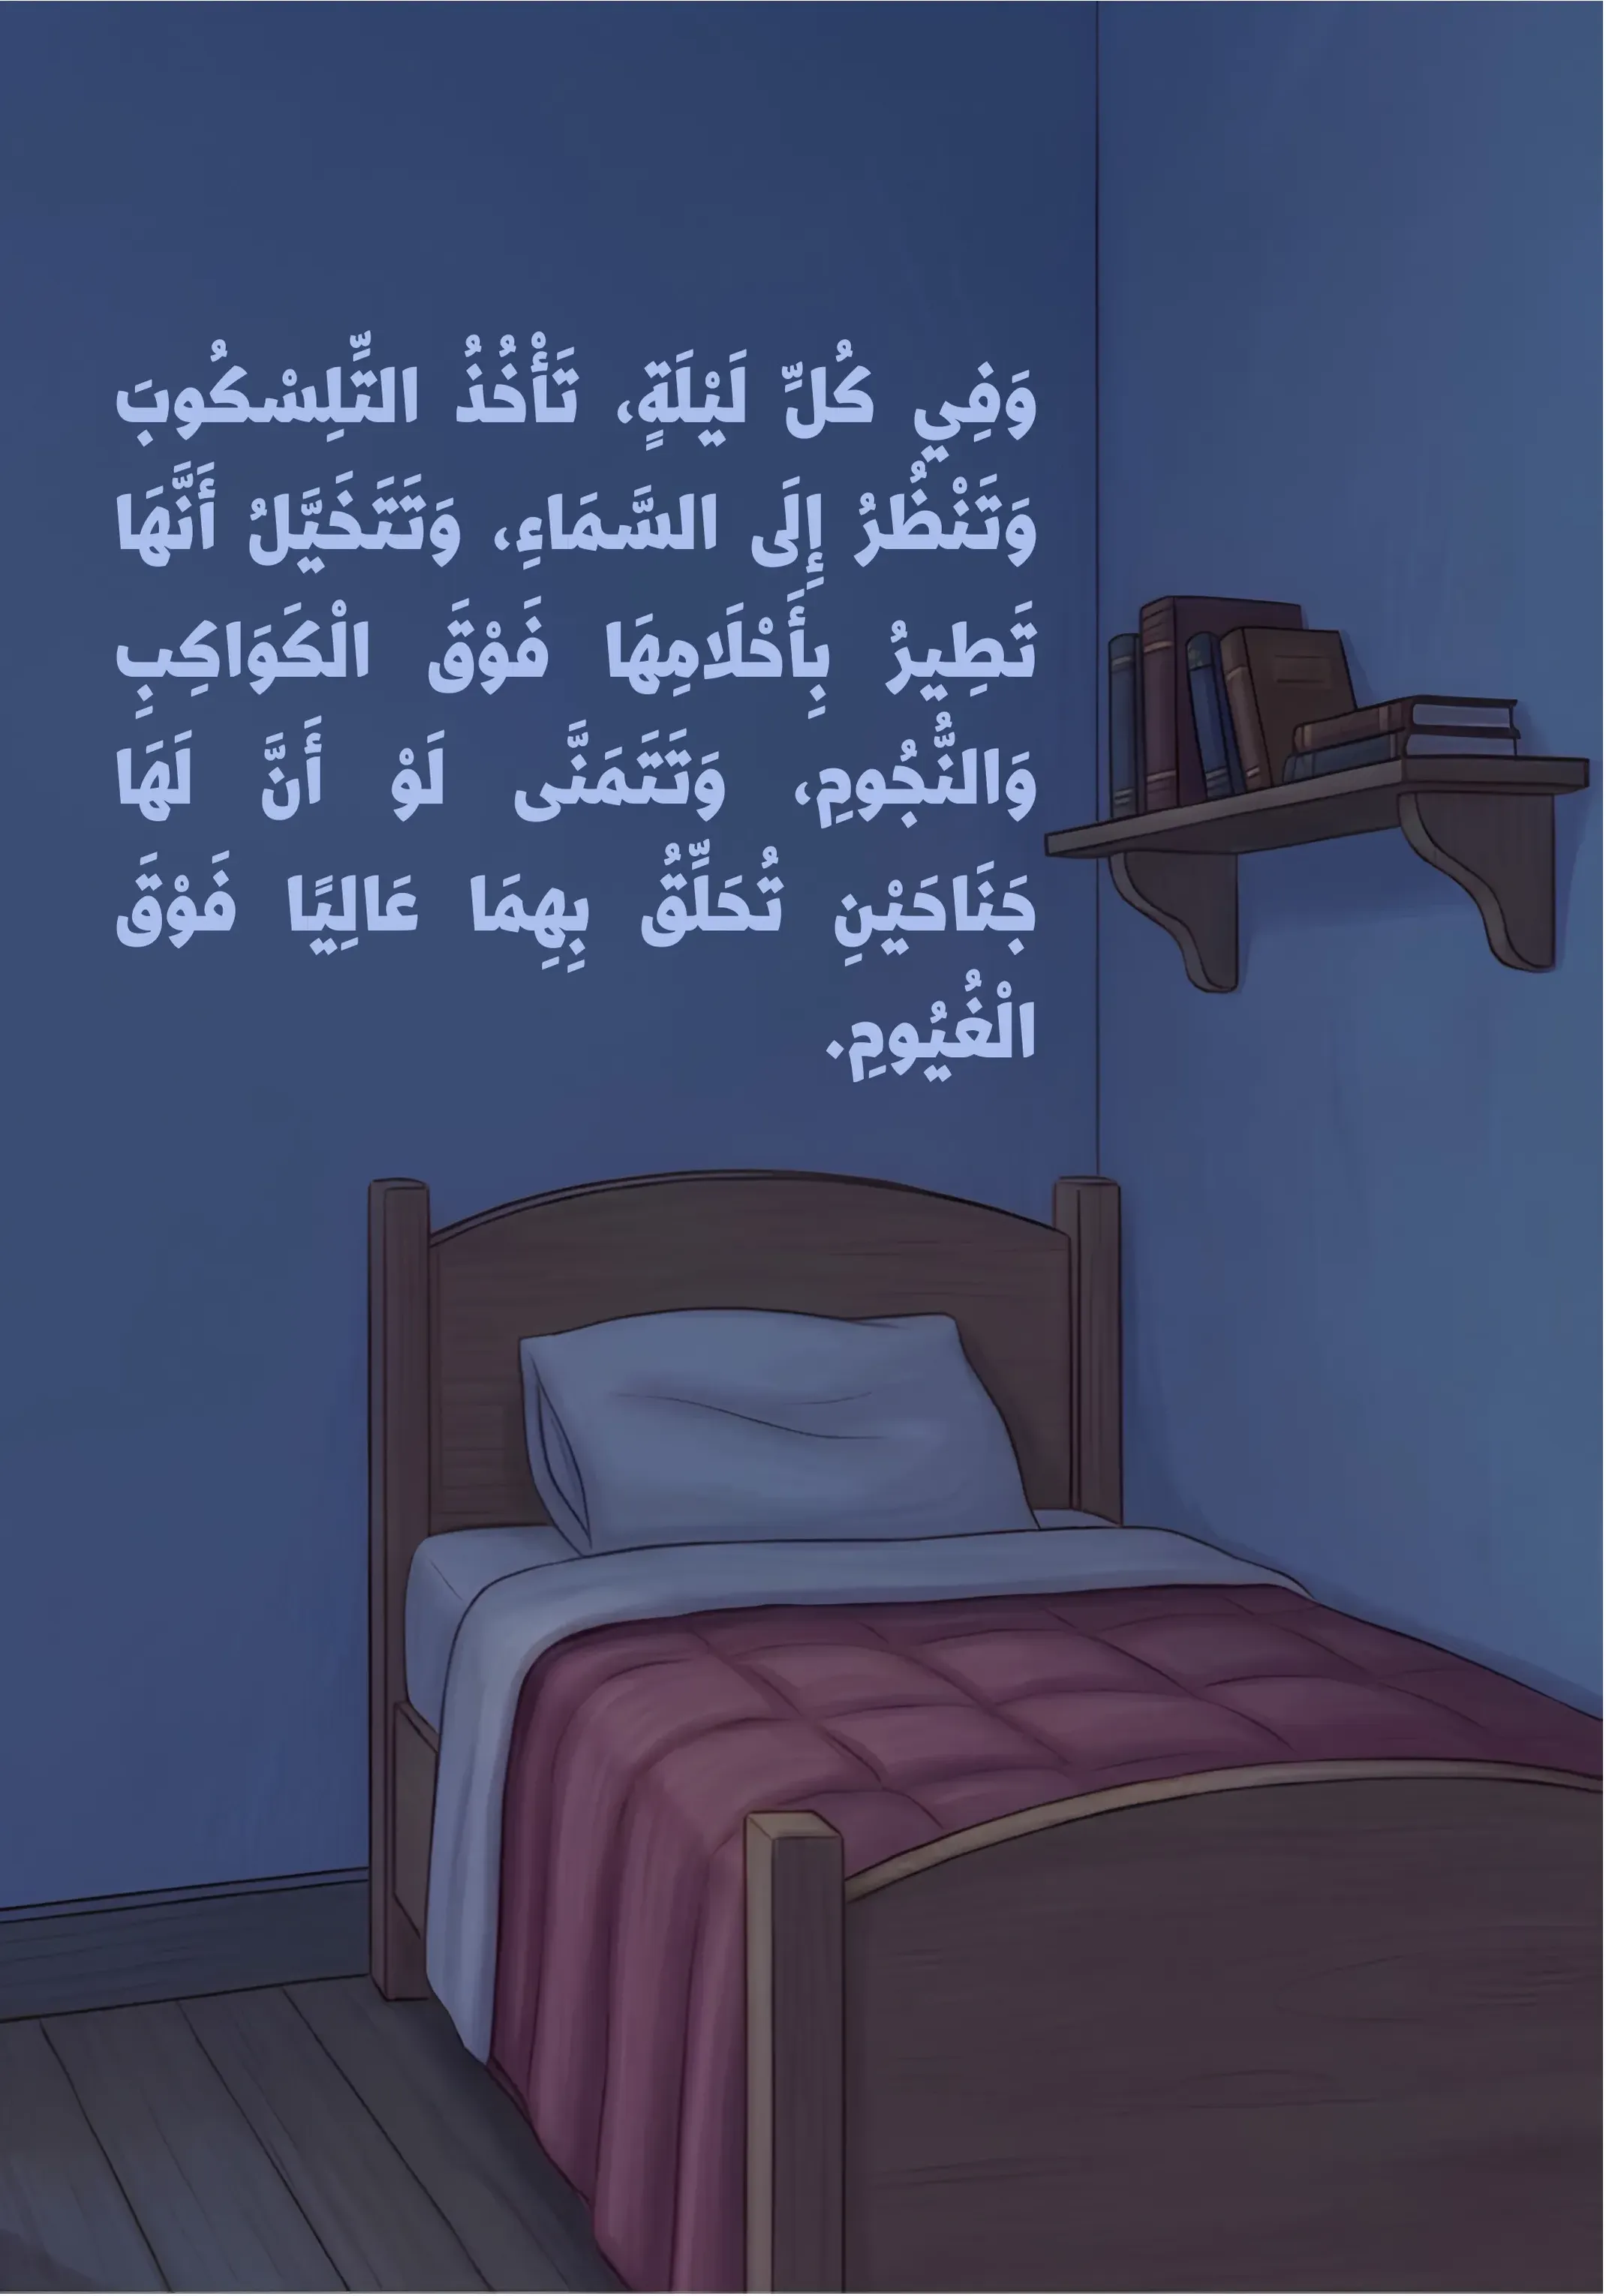 وَفِي كُلِّ لَيْلَةٍ، تَأْخُذُ التِّلِسْكُوبَ
وَتَنْظُرُ إِلَى السَّمَاءِ، وَتَتَخَيَّلُ أَنَّهَا
تَطِيرُ بِأَحْلَامِهَا فَوْقَ الْكَوَاكِبِ
وَالنُّجُومِ، وَتَتَمَنَّى لَوْ أَنَّ لَهَا
جَنَاحَيْنِ تُحَلِّقُ بِهِمَا عَالِيًا فَوْقَ
الْغُيُومِ.